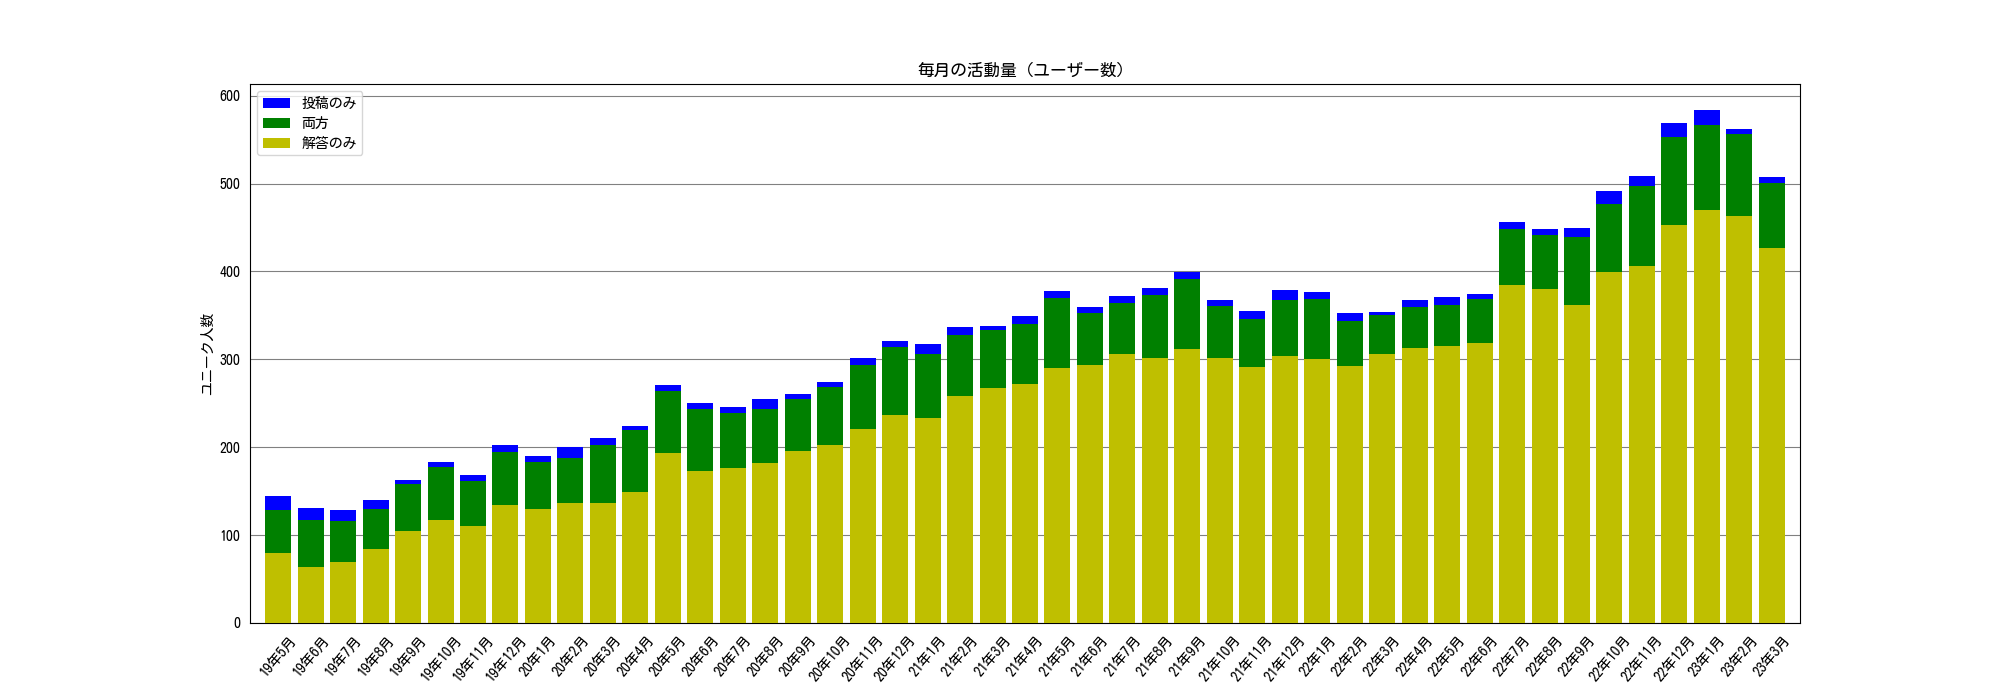 毎月の活動量（ユーザー数）
投稿のみ
両方
解答のみ
ユニーク人数
600
500
400
300
200
100
0
19年5月
19年6月
19年7月
19年8月
19年9月
19年10月
19年11月
19年12月
20年1月
20年2月
20年3月
20年4月
20年5月
20年6月
20年7月
20年8月
20年9月
20年10月
20年11月
20年12月
21年1月
21年2月
21年3月
21年4月
21年5月
21年6月
21年7月
21年8月
21年9月
21年10月
21年11月
21年12月
22年1月
22年2月
22年3月
22年4月
22年5月
22年6月
22年7月
22年8月
22年9月
22年10月
22年11月
22年12月
23年1月
23年2月
23年3月